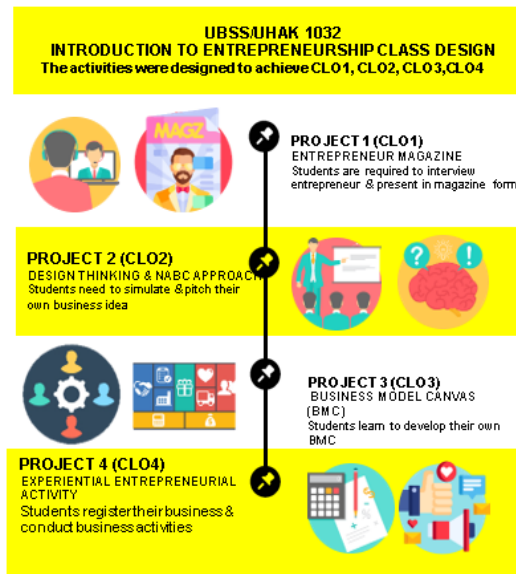 UBSS/UHAK 1032
INTRODUCTION TO ENTREPRENEURSHIP CLASS DESIGN
The activities were designed to achieve CLO1, CLO2, CLO3,CLO4
MAGZ
PROJECT 1 (CLO1)
ENTREPRENEUR MAGAZINE
Students are required to interview
entrepreneur & present in magazine form
PROJECT 2 (CLO2)
DESIGN THINKING & NABC APPROACH
Students need to simulate & pitch their
own business idea
? !
PROJECT 3 (CLO3)
BUSINESS MODEL CANVAS
(BMC)
Students learn to develop their own
BMC
PROJECT 4 (CLO4)
EXPERIENTIAL ENTREPRENEURIAL
ACTIVITY
Students register their business &
conduct business activities